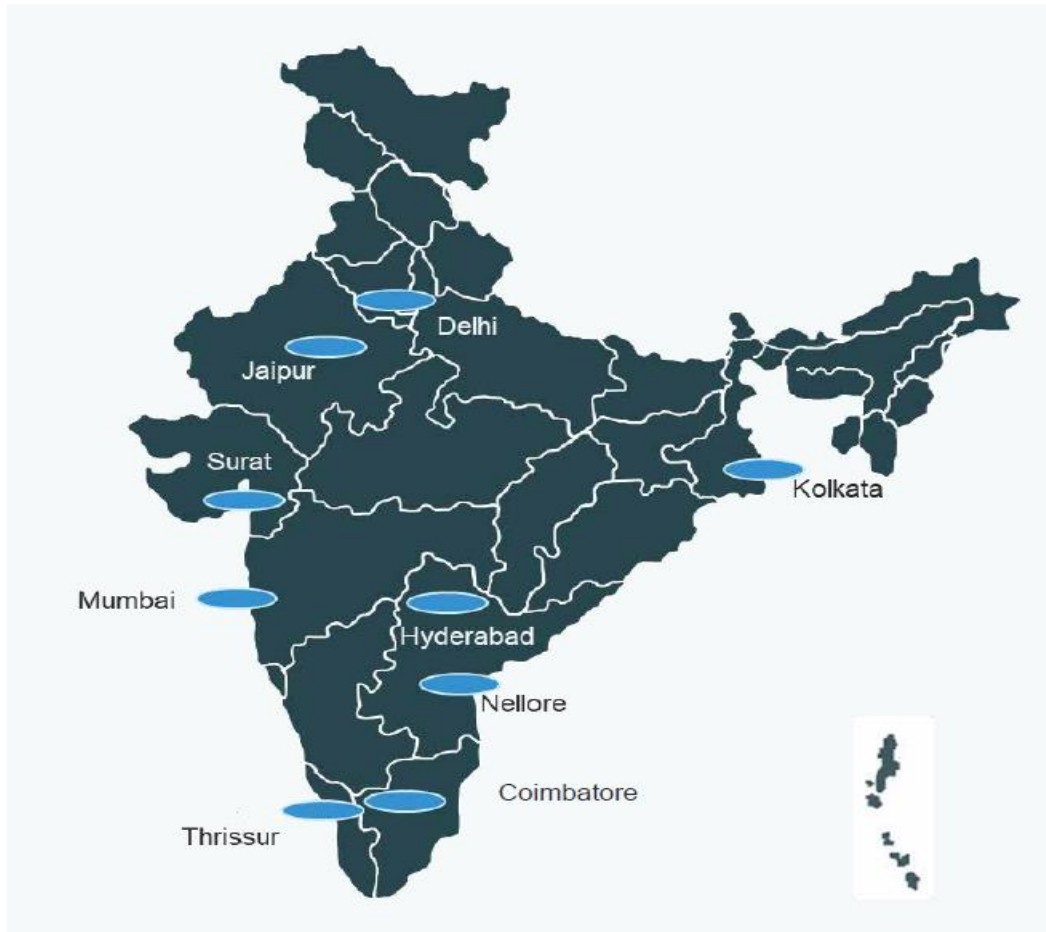 Delhi
Jaipur
Surat
Kolkata
Mumbai
Hyderabad
Nellore
Coimbatore
Thrissur